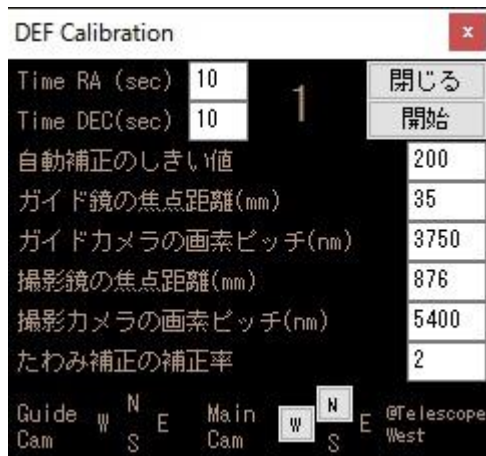 DEF Calibration x
Time RA (sec) 10 1 閉じる
Time DEC(sec) 10 開始
自動補正のしきい値 200
ガイド鏡の焦点距離(mm) 35
ガイドカメラの画素ピッチ(nm) 3750
撮影鏡の焦点距離(mm) 876
撮影カメラの画素ピッチ(nm) 5400
たわみ補正の補正率 2
Guide Cam W N S E Main Cam W N S E @Telescope West